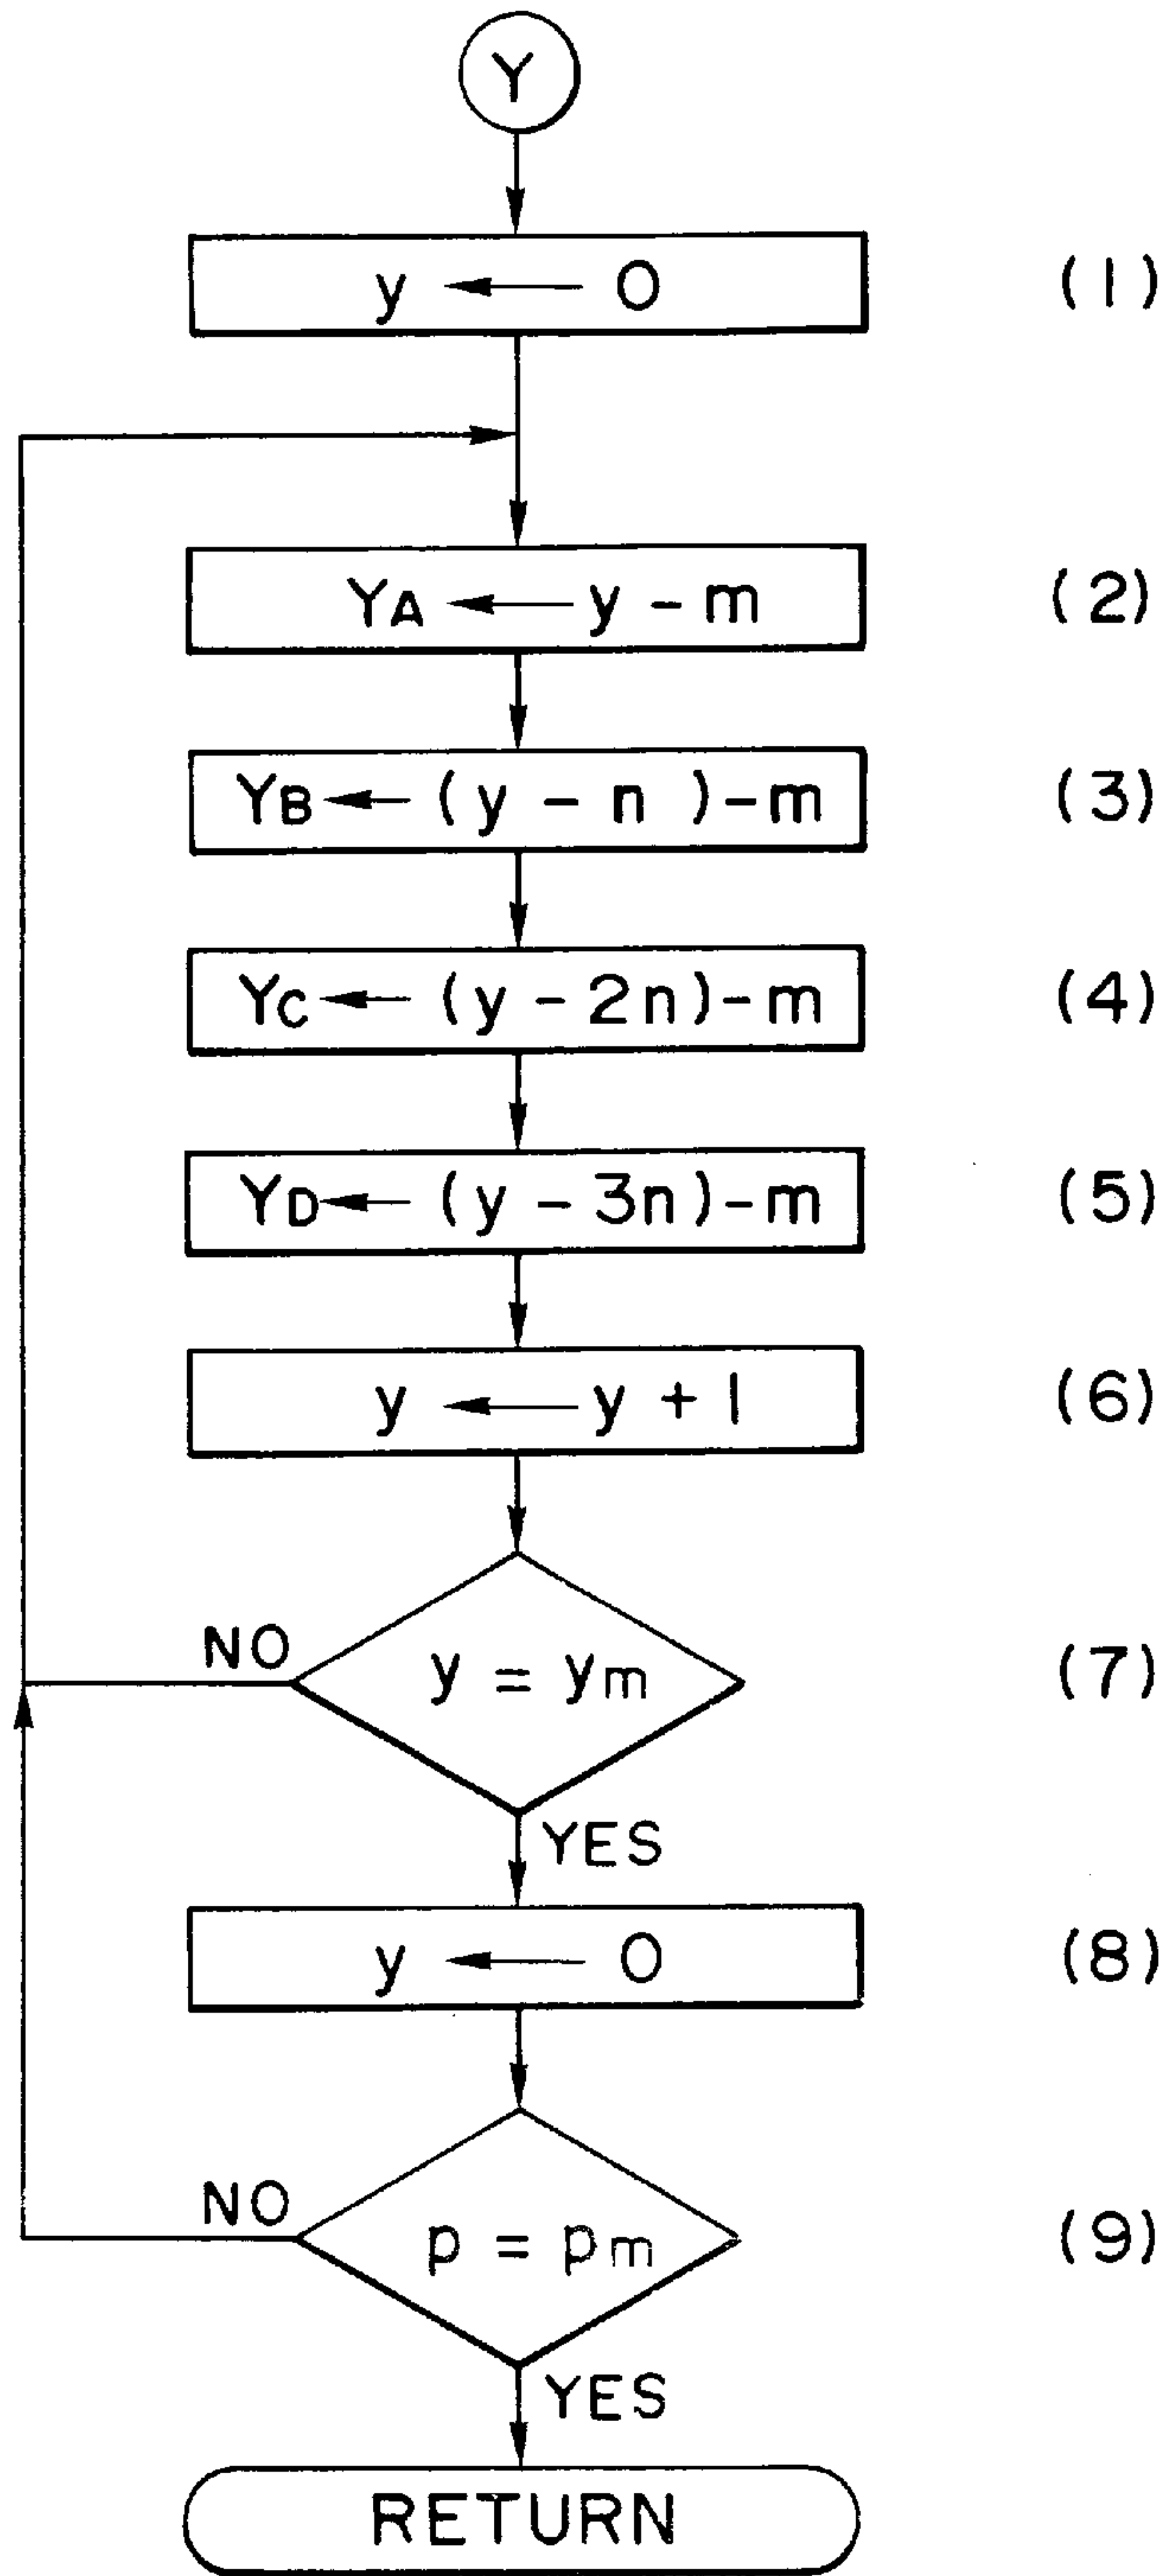 Y
y ← 0 (1)
YA ← y - m (2)
YB ← (y - n ) - m (3)
YC ← (y - 2n) - m (4)
YD ← (y - 3n) - m (5)
y ← y + 1 (6)
NO y = ym (7)
YES
y ← 0 (8)
NO p = pm (9)
YES
RETURN